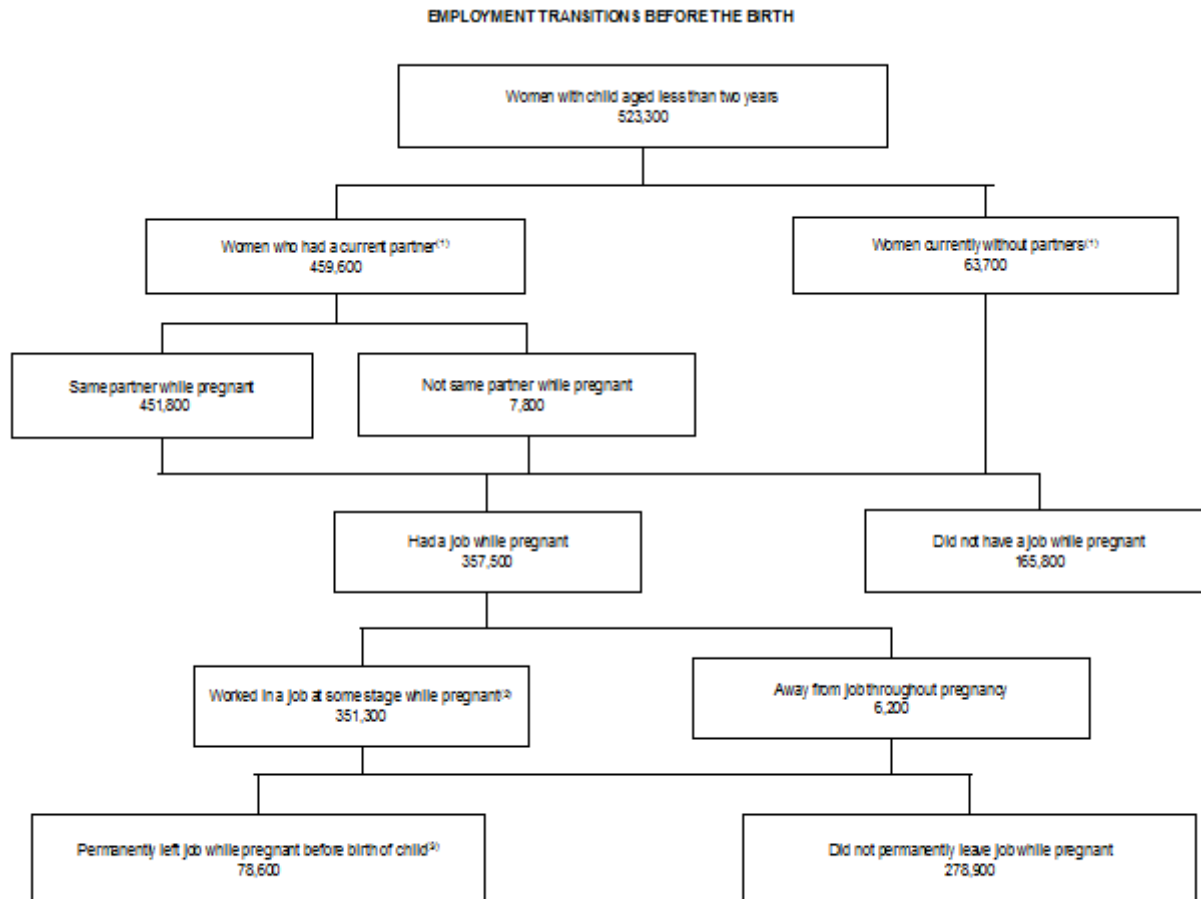 EMPLOYMENT TRANSITIONS BEFORE THE BIRTH
Women with child aged less than two years
523,300
Women who had a current partner(1)
459,600
Women currently without partners(1)
63,700
Same partner while pregnant
451,800
Not same partner while pregnant
7,800
Had a job while pregnant
357,500
Did not have a job while pregnant
165,800
Worked in a job at some stage while pregnant(2)
351,300
Away from job throughout pregnancy
6,200
Permanently left job while pregnant before birth of child(3)
78,600
Did not permanently leave job while pregnant
278,900